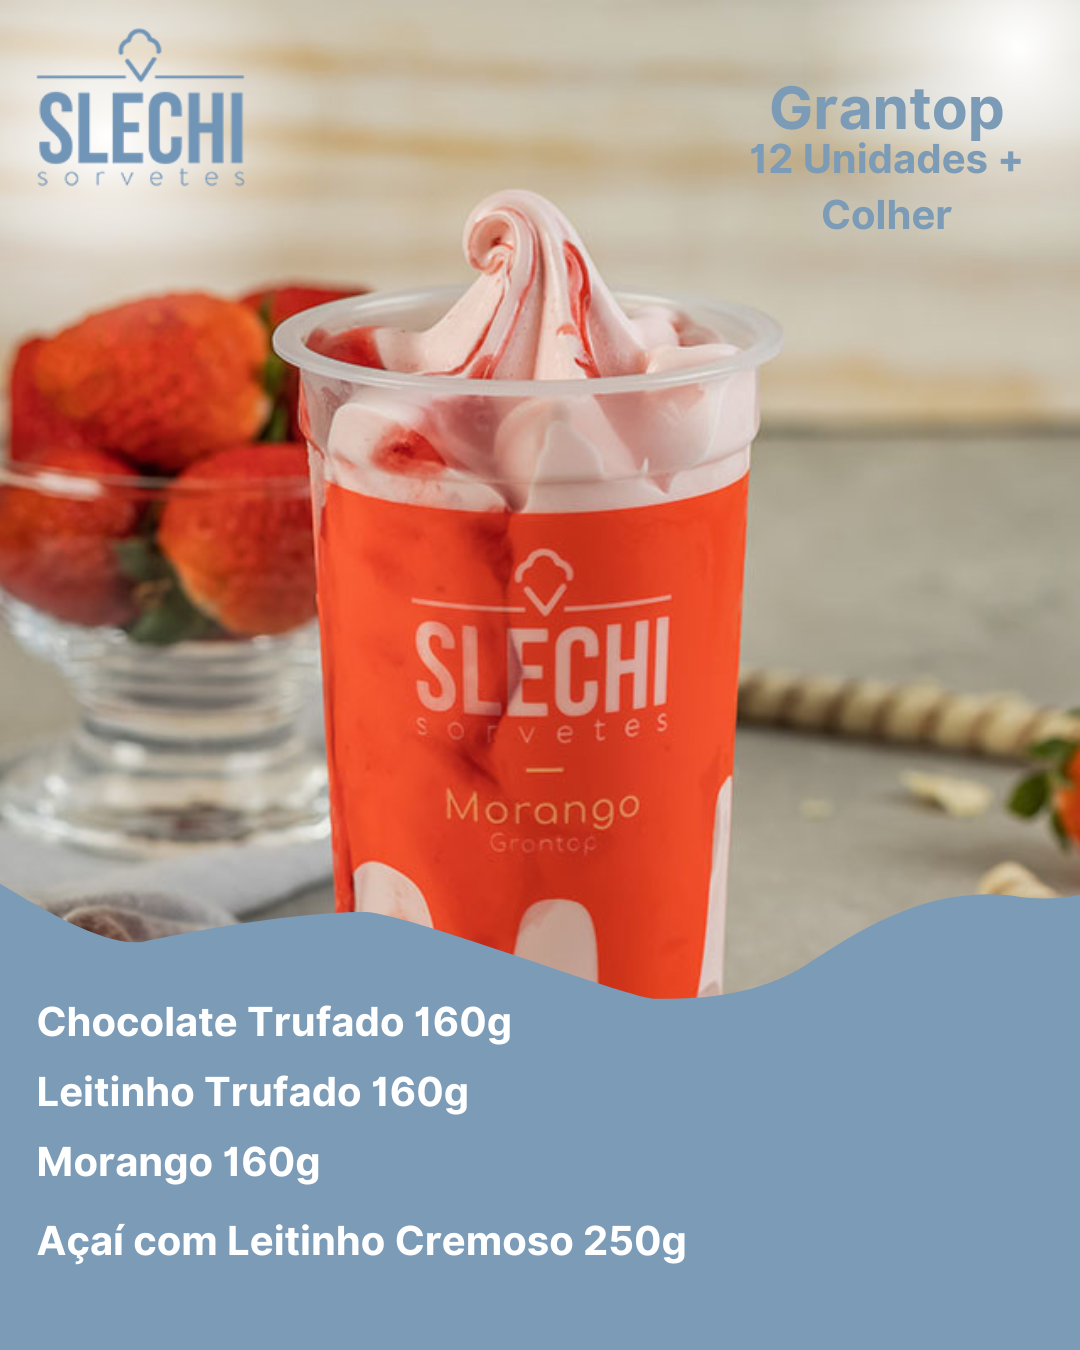 SLECHI
sorvetes
Grantop
12 Unidades +
Colher
SLECHI
sorvetes
Morango
Grantop
Chocolate Trufado 160g
Leitinho Trufado 160g
Morango 160g
Açaí com Leitinho Cremoso 250g